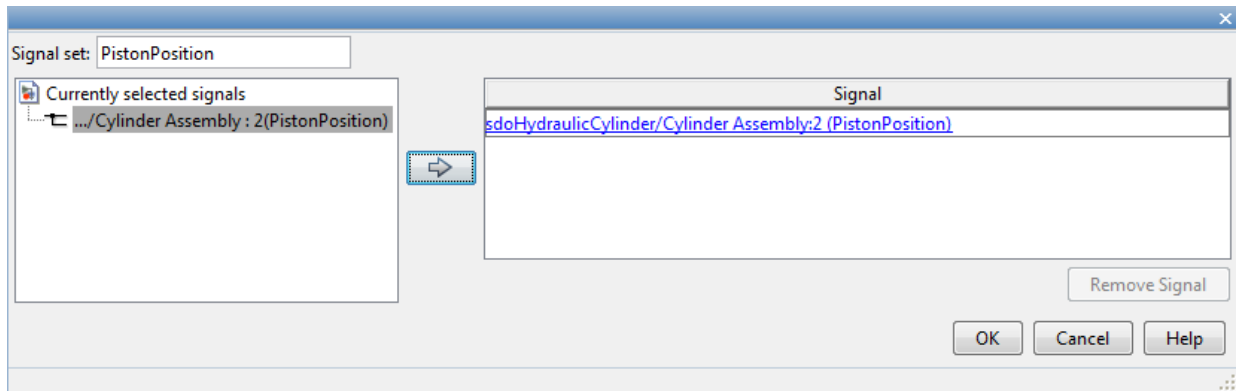 Signal set: PistonPosition
Currently selected signals
.../Cylinder Assembly : 2(PistonPosition)
Signal
sdoHydraulicCylinder/Cylinder Assembly:2 (PistonPosition)
Remove Signal
OK Cancel Help